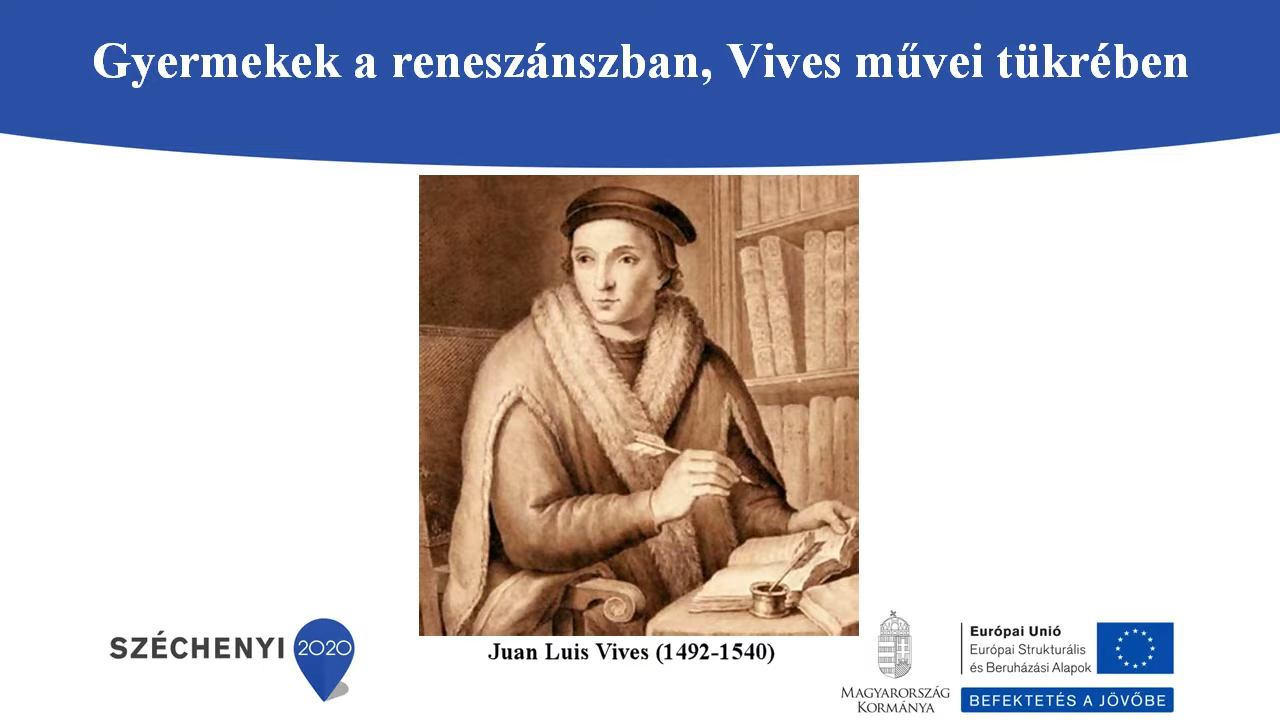 Gyermekek a reneszánszban, Vives művei tükrében
Juan Luis Vives (1492-1540)
SZÉCHENYI 2020
MAGYARORSZÁG
KORMÁNYA
Európai Unió
Európai Strukturális
és Beruházási Alapok
BEFEKTETÉS A JÖVŐBE